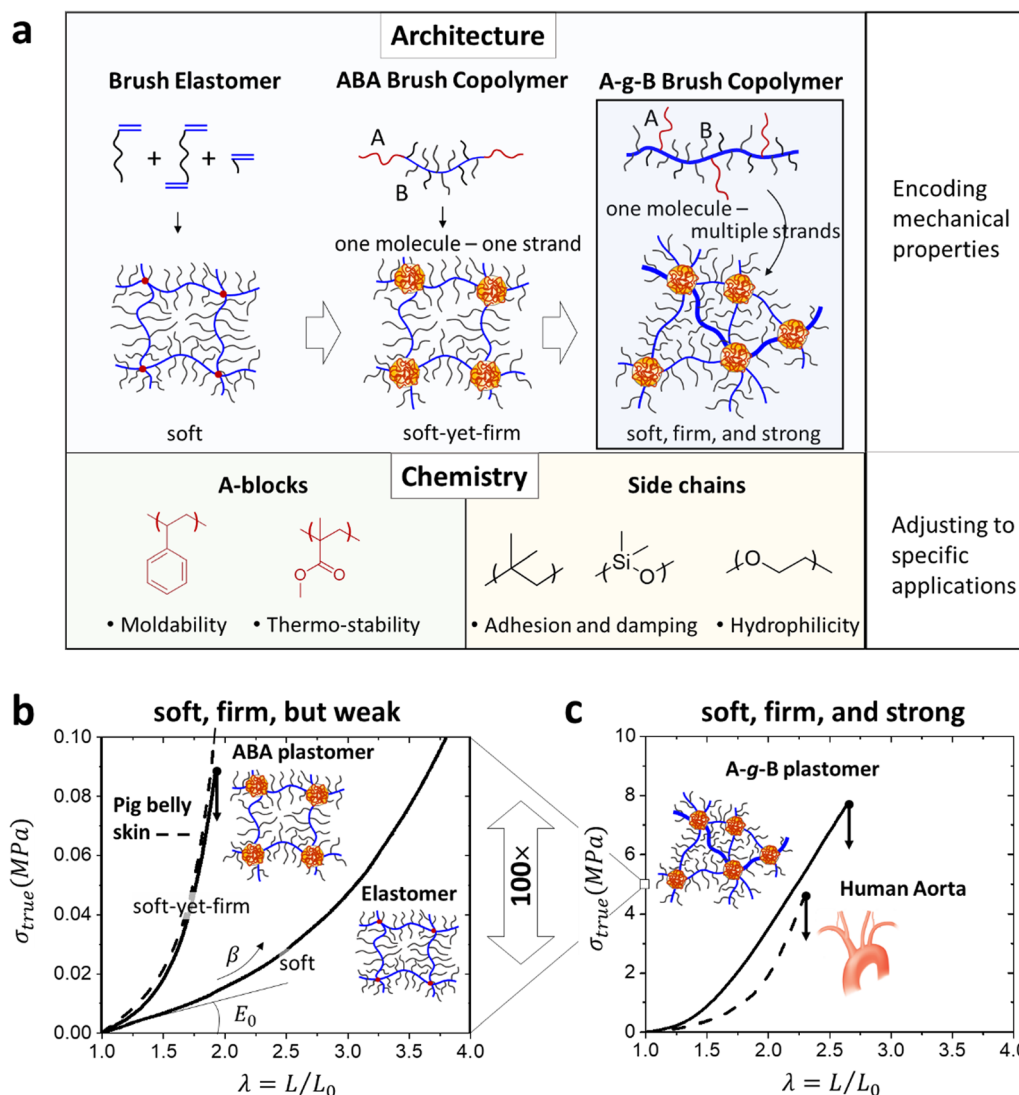 a
Architecture
Brush Elastomer
ABA Brush Copolymer
A-g-B Brush Copolymer
+ +
A
B
A
B
one molecule – one strand
one molecule –
multiple strands
soft
soft-yet-firm
soft, firm, and strong
Encoding
mechanical
properties
Chemistry
A-blocks
Side chains
O
O
Si
O
O
• Moldability
• Thermo-stability
• Adhesion and damping
• Hydrophilicity
Adjusting to
specific
applications
b
soft, firm, but weak
0.10
0.08
0.06
0.04
0.02
0.00
σtrue(MPa)
ABA plastomer
Pig belly
skin
soft-yet-firm
Elastomer
β
soft
E0
1.0 1.5 2.0 2.5 3.0 3.5 4.0
λ = L/L0
100×
c
soft, firm, and strong
10
8
6
4
2
0
σtrue(MPa)
A-g-B plastomer
Human Aorta
1.0 1.5 2.0 2.5 3.0 3.5 4.0
λ = L/L0